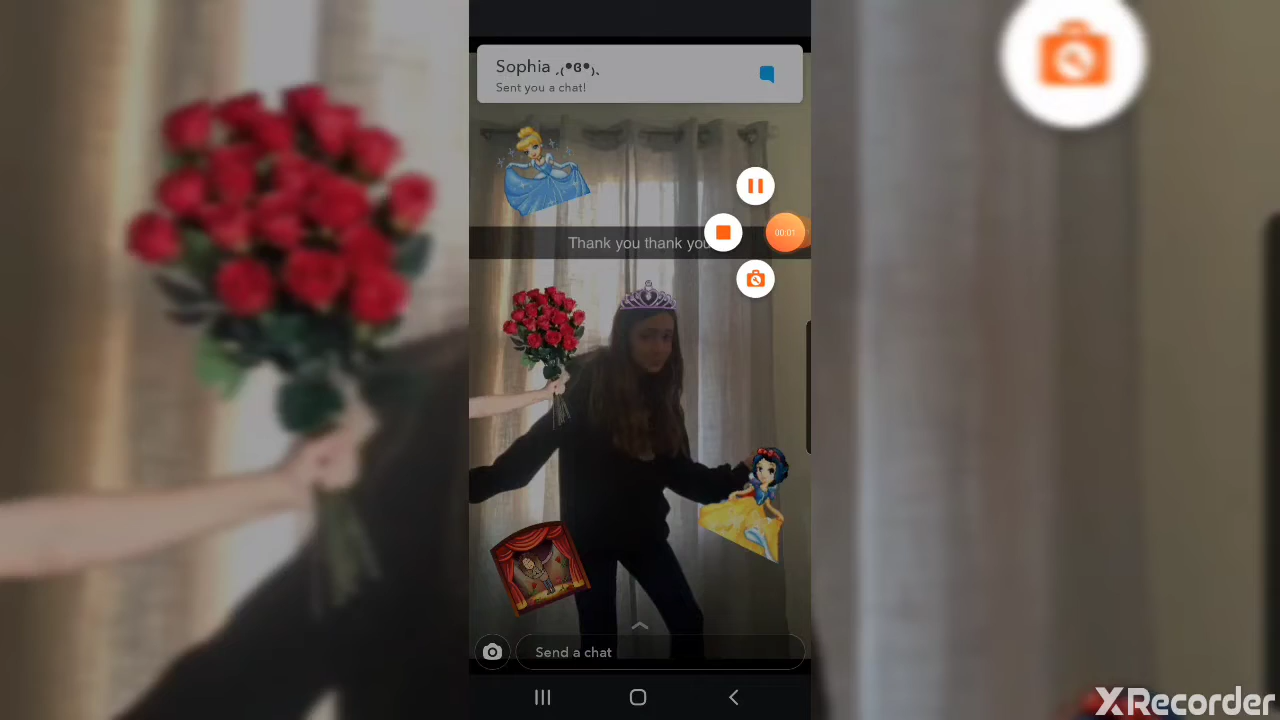 Sophia ⸝₍•ɞ•₎⸜
Sent you a chat!
Thank you thank you
00:01
Send a chat
XRecorder